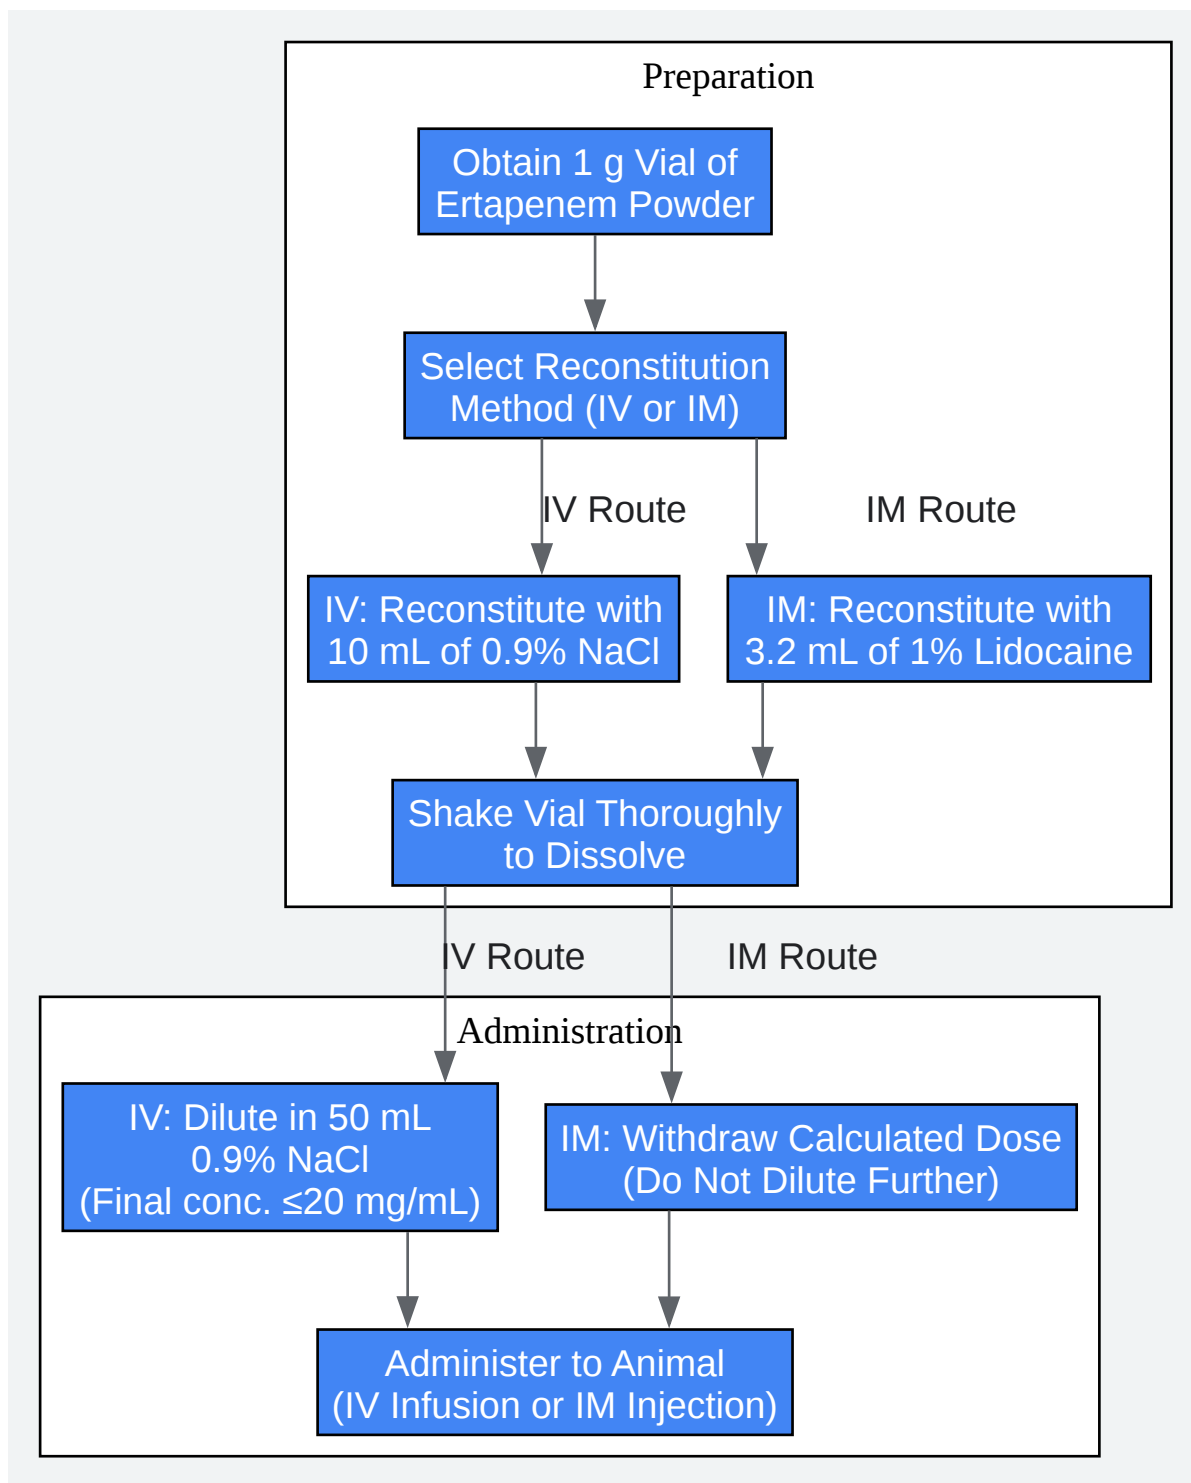 Preparation
Obtain 1 g Vial of
Ertapenem Powder
Select Reconstitution
Method (IV or IM)
IV Route
IM Route
IV: Reconstitute with
10 mL of 0.9% NaCl
IM: Reconstitute with
3.2 mL of 1% Lidocaine
Shake Vial Thoroughly
to Dissolve
IV Route
IM Route
Administration
IV: Dilute in 50 mL
0.9% NaCl
(Final conc. ≤20 mg/mL)
IM: Withdraw Calculated Dose
(Do Not Dilute Further)
Administer to Animal
(IV Infusion or IM Injection)